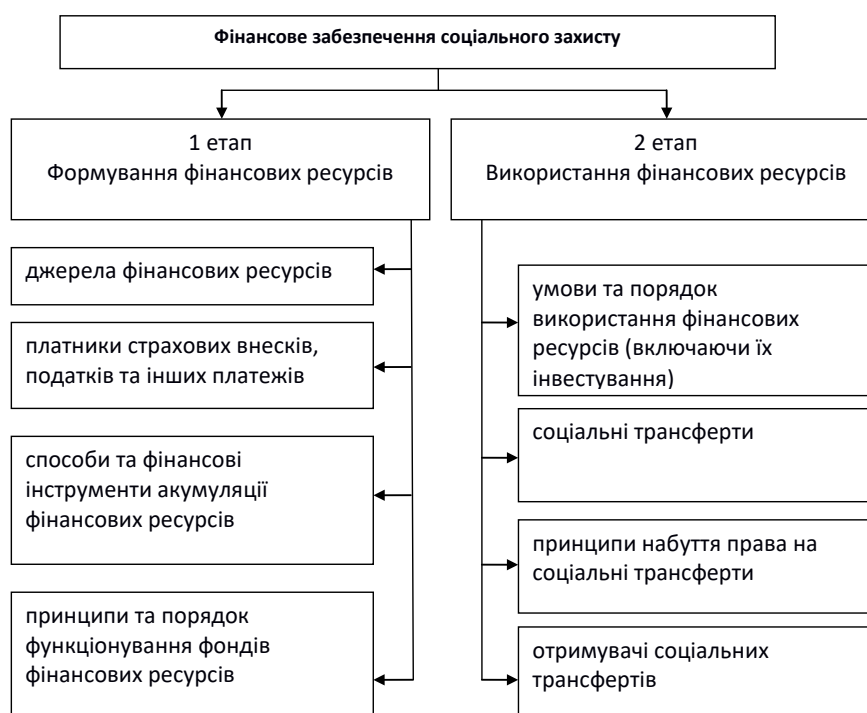 Фінансове забезпечення соціального захисту
1 етап
Формування фінансових ресурсів
джерела фінансових ресурсів
платники страхових внесків,
податків та інших платежів
способи та фінансові
інструменти акумуляції
фінансових ресурсів
принципи та порядок
функціонування фондів
фінансових ресурсів
2 етап
Використання фінансових ресурсів
умови та порядок
використання фінансових
ресурсів (включаючи їх
інвестування)
соціальні трансферти
принципи набуття права на
соціальні трансферти
отримувачі соціальних
трансфертів